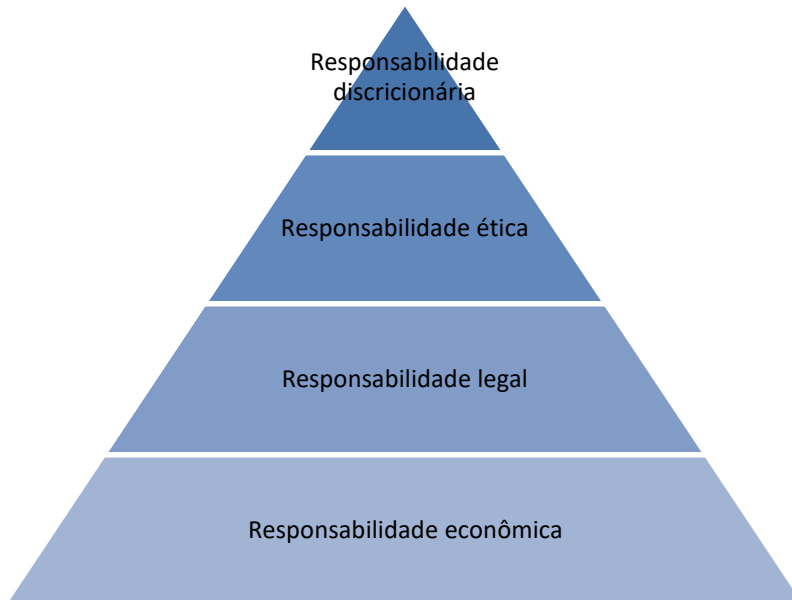 Responsabilidade
discricionária
Responsabilidade ética
Responsabilidade legal
Responsabilidade econômica